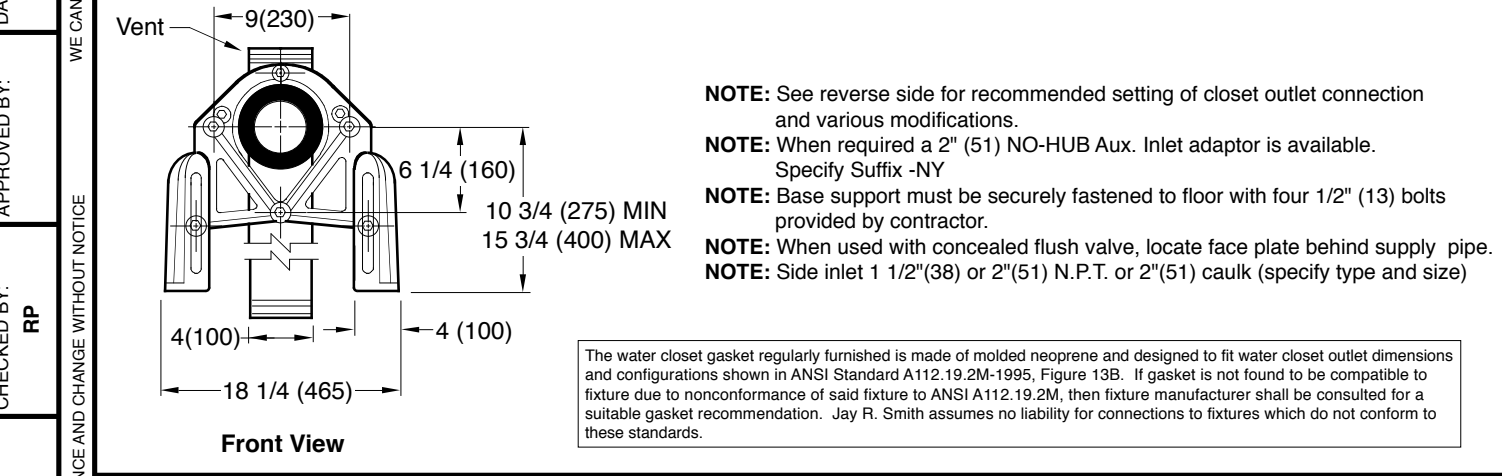 DA
APPROVED BY:
CHECKED BY:
RP
WE CAN
NCE AND CHANGE WITHOUT NOTICE
Vent
9(230)
6 1/4 (160)
10 3/4 (275) MIN
15 3/4 (400) MAX
4(100)
4 (100)
18 1/4 (465)
Front View
NOTE: See reverse side for recommended setting of closet outlet connection
and various modifications.
NOTE: When required a 2" (51) NO-HUB Aux. Inlet adaptor is available.
Specify Suffix -NY
NOTE: Base support must be securely fastened to floor with four 1/2" (13) bolts
provided by contractor.
NOTE: When used with concealed flush valve, locate face plate behind supply pipe.
NOTE: Side inlet 1 1/2"(38) or 2"(51) N.P.T. or 2"(51) caulk (specify type and size)
The water closet gasket regularly furnished is made of molded neoprene and designed to fit water closet outlet dimensions
and configurations shown in ANSI Standard A112.19.2M-1995, Figure 13B. If gasket is not found to be compatible to
fixture due to nonconformance of said fixture to ANSI A112.19.2M, then fixture manufacturer shall be consulted for a
suitable gasket recommendation. Jay R. Smith assumes no liability for connections to fixtures which do not conform to
these standards.